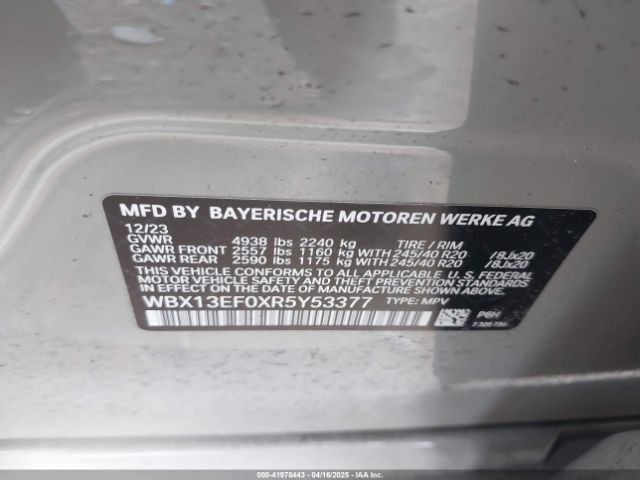 MFD BY BAYERISCHE MOTOREN WERKE AG
12/23
GVWR 4938 lbs 2240 kg TIRE / RIM
GAWR FRONT 2557 lbs 1160 kg WITH 245/40 R20 /8Jx20
GAWR REAR 2590 lbs 1175 kg WITH 245/40 R20 /8Jx20
THIS VEHICLE CONFORMS TO ALL APPLICABLE U.S. FEDERAL
MOTOR VEHICLE SAFETY, BUMPER, AND THEFT PREVENTION
STANDARDS IN EFFECT ON THE DATE OF MANUFACTURE SHOWN ABOVE.
WBX13EF0XR5Y53377 TYPE: MPV
P6H
000-41978443 - 04/16/2025 - IAA Inc.